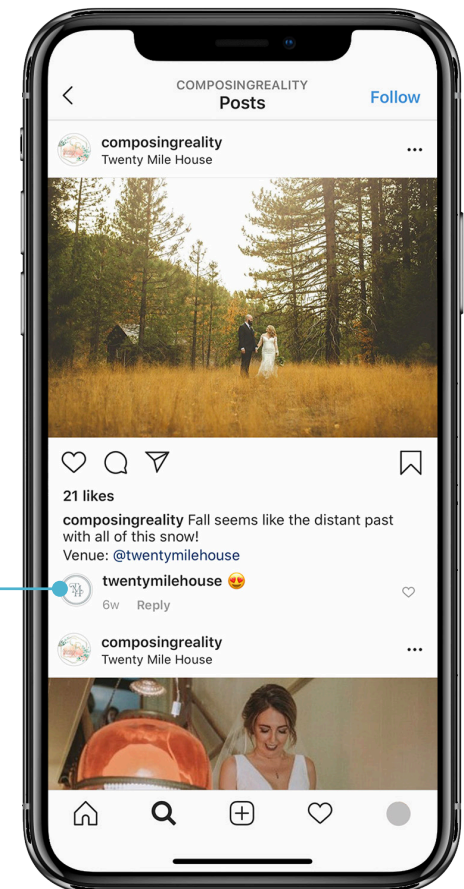 COMPOSINGREALITY
Posts
Follow
composingreality
Twenty Mile House
21 likes
composingreality Fall seems like the distant past
with all of this snow!
Venue: @twentymilehouse
twentymilehouse 😍
6w Reply
composingreality
Twenty Mile House